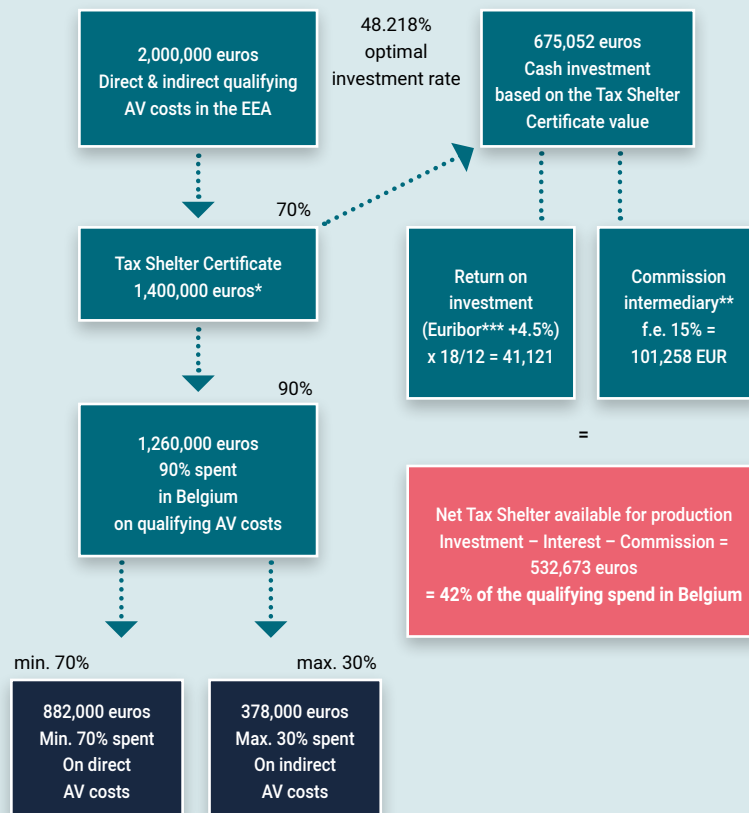 2,000,000 euros
Direct & indirect qualifying
AV costs in the EEA
48.218%
optimal
investment rate
675,052 euros
Cash investment
based on the Tax Shelter
Certificate value
70%
Tax Shelter Certificate
1,400,000 euros*
Return on
investment
(Euribor*** +4.5%)
x 18/12 = 41,121
Commission
intermediary**
f.e. 15% =
101,258 EUR
90%
1,260,000 euros
90% spent
in Belgium
on qualifying AV costs
=
Net Tax Shelter available for production
Investment – Interest – Commission =
532,673 euros
= 42% of the qualifying spend in Belgium
min. 70%
max. 30%
882,000 euros
Min. 70% spent
On direct
AV costs
378,000 euros
Max. 30% spent
On indirect
AV costs